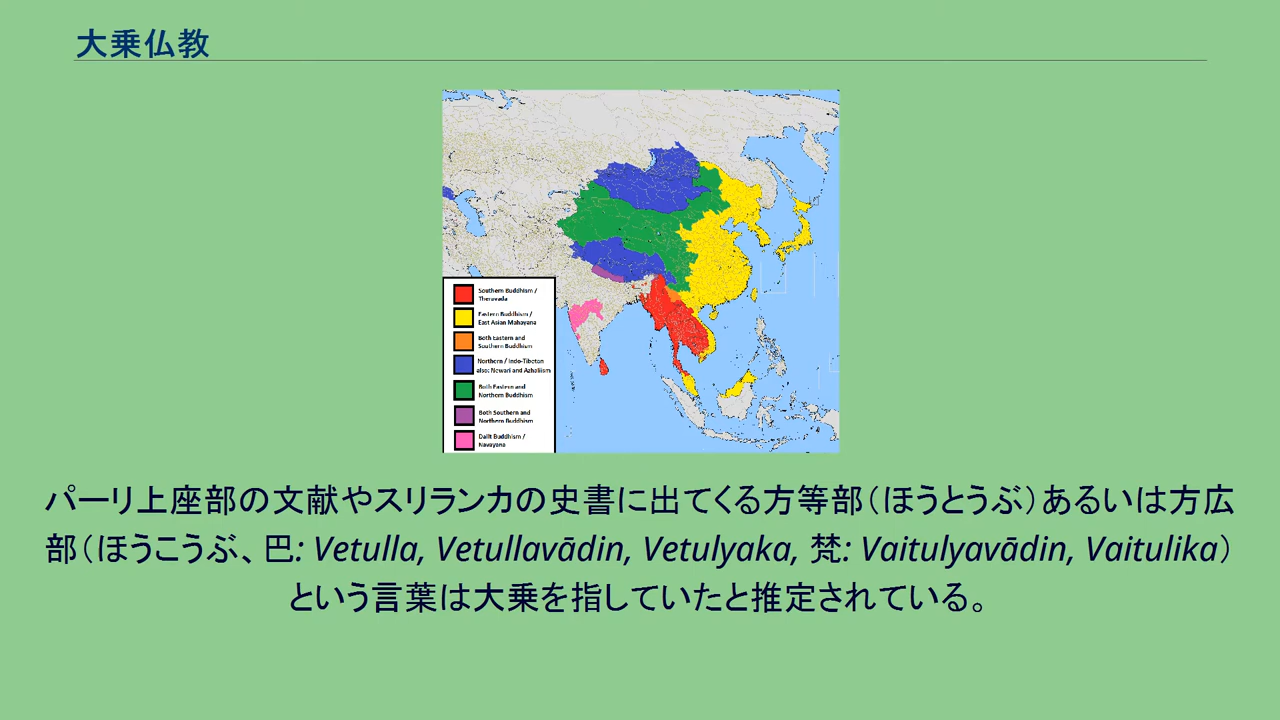 大乗仏教
Southern Buddhism /
Theravada
Eastern Buddhism /
East Asian Mahayana
Both Eastern and
Southern Buddhism
Northern / Indo-Tibetan
also: Newari and Azhaliism
Both Eastern and
Northern Buddhism
Both Southern and
Northern Buddhism
Dalit Buddhism /
Navayana
パーリ上座部の文献やスリランカの史書に出てくる方等部（ほうとうぶ）あるいは方広
部（ほうこうぶ、巴: Vetulla, Vetullavādin, Vetulyaka, 梵: Vaitulyavādin, Vaitulika）
という言葉は大乗を指していたと推定されている。